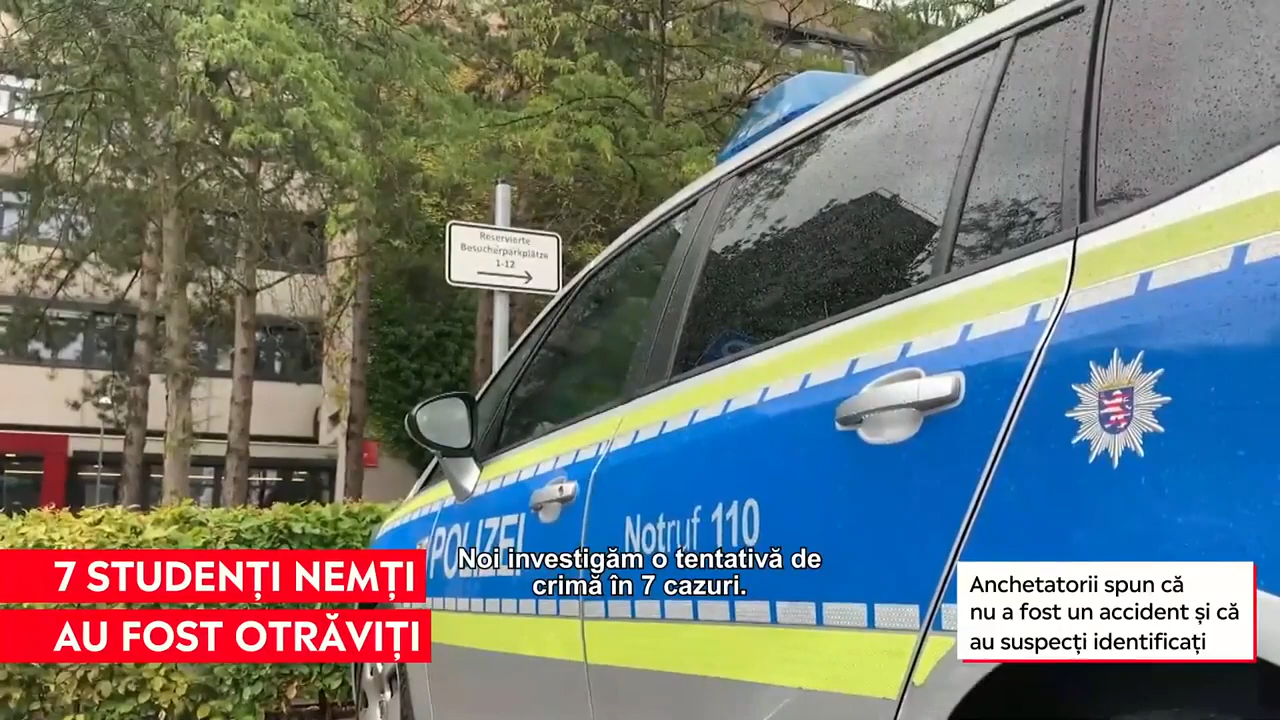 Reservierte
Besucherparkplätze
1-12
POLIZEI
Notruf 110
Noi investigăm o tentativă de
crimă în 7 cazuri.
7 STUDENȚI NEMȚI
AU FOST OTRĂVIȚI
Anchetatorii spun că
nu a fost un accident și că
au suspecți identificați